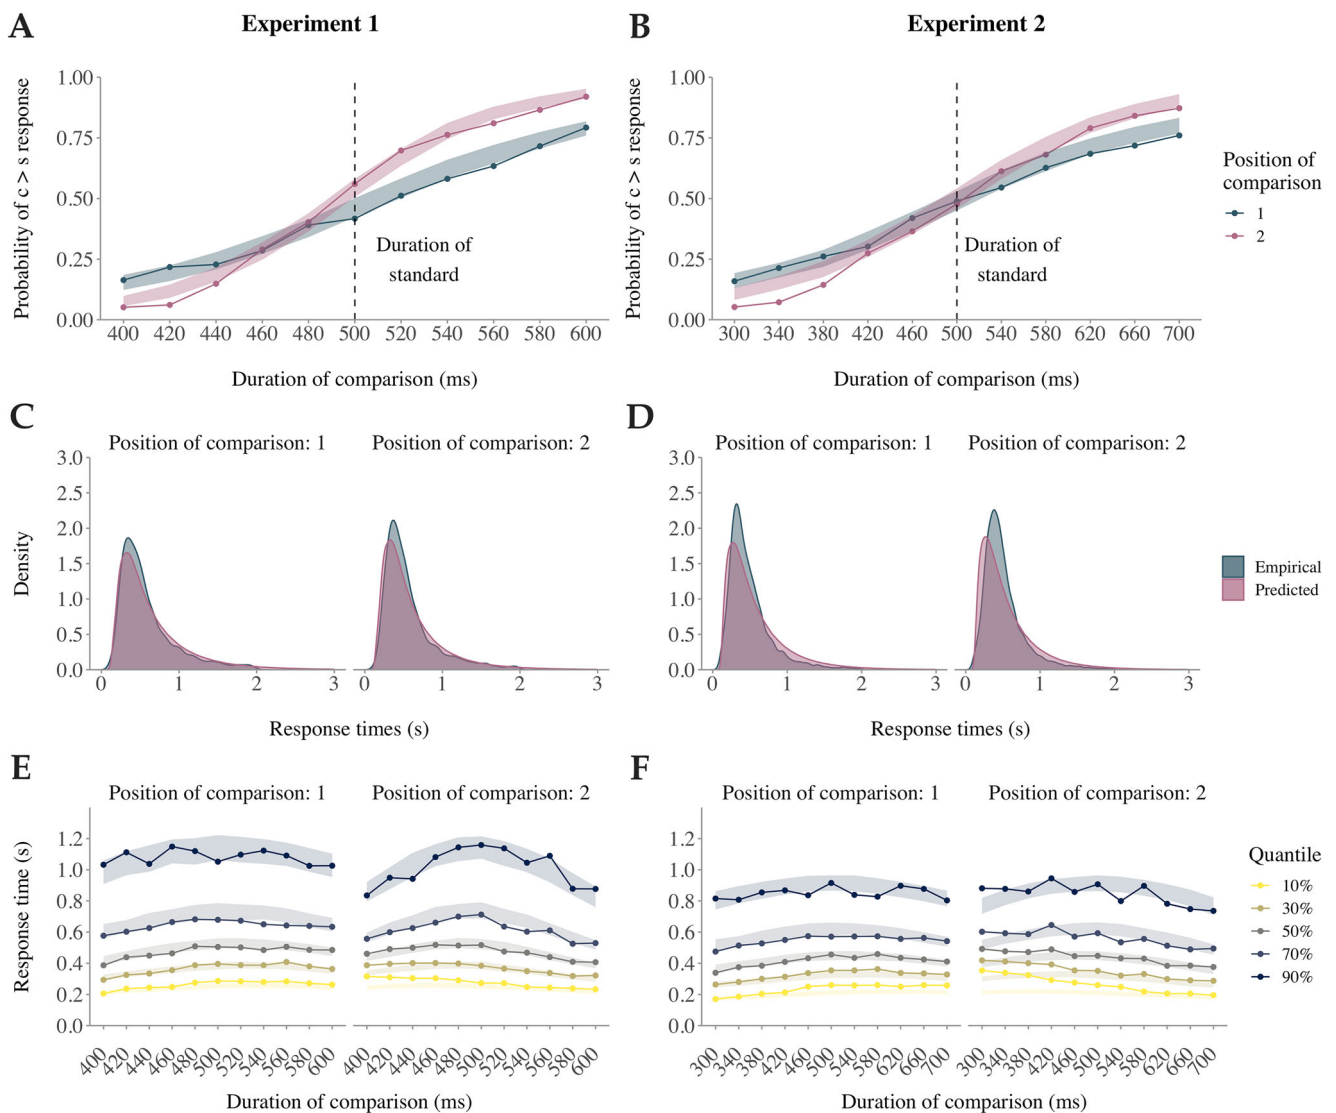 A
Experiment 1
B
Experiment 2
Probability of c > s response
1.00
0.75
0.50
0.25
0.00
Duration of
standard
400 420 440 460 480 500 520 540 560 580 600
Duration of comparison (ms)
Probability of c > s response
1.00
0.75
0.50
0.25
0.00
Duration of
standard
300 340 380 420 460 500 540 580 620 660 700
Duration of comparison (ms)
Position of
comparison
1
2
C
Position of comparison: 1
Position of comparison: 2
Density
3.0
2.5
2.0
1.5
1.0
0.5
0.0
0 1 2 3
0 1 2 3
Response times (s)
D
Position of comparison: 1
Position of comparison: 2
3.0
2.5
2.0
1.5
1.0
0.5
0.0
0 1 2 3
0 1 2 3
Response times (s)
Empirical
Predicted
E
Position of comparison: 1
Position of comparison: 2
Response time (s)
1.2
1.0
0.8
0.6
0.4
0.2
0.0
400 420 440 460 480 500 520 540 560 580 600
400 420 440 460 480 500 520 540 560 580 600
Duration of comparison (ms)
F
Position of comparison: 1
Position of comparison: 2
1.2
1.0
0.8
0.6
0.4
0.2
0.0
300 340 380 420 460 500 540 580 620 660 700
300 340 380 420 460 500 540 580 620 660 700
Duration of comparison (ms)
Quantile
10%
30%
50%
70%
90%